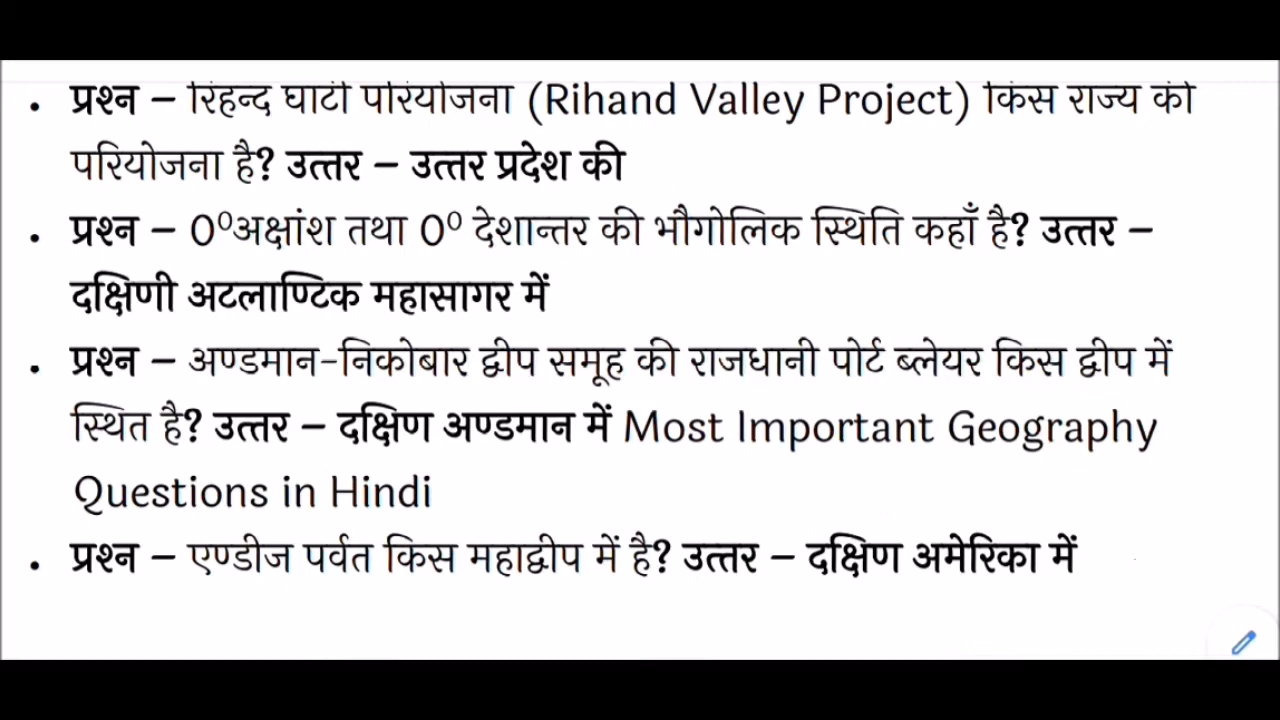 • प्रश्न – रिहन्द घाटी परियोजना (Rihand Valley Project) किस राज्य की
परियोजना है? उत्तर – उत्तर प्रदेश की
• प्रश्न – 0⁰अक्षांश तथा 0⁰ देशान्तर की भौगोलिक स्थिति कहाँ है? उत्तर –
दक्षिणी अटलाण्टिक महासागर में
• प्रश्न – अण्डमान-निकोबार द्वीप समूह की राजधानी पोर्ट ब्लेयर किस द्वीप में
स्थित है? उत्तर – दक्षिण अण्डमान में Most Important Geography
Questions in Hindi
• प्रश्न – एण्डीज पर्वत किस महाद्वीप में है? उत्तर – दक्षिण अमेरिका में